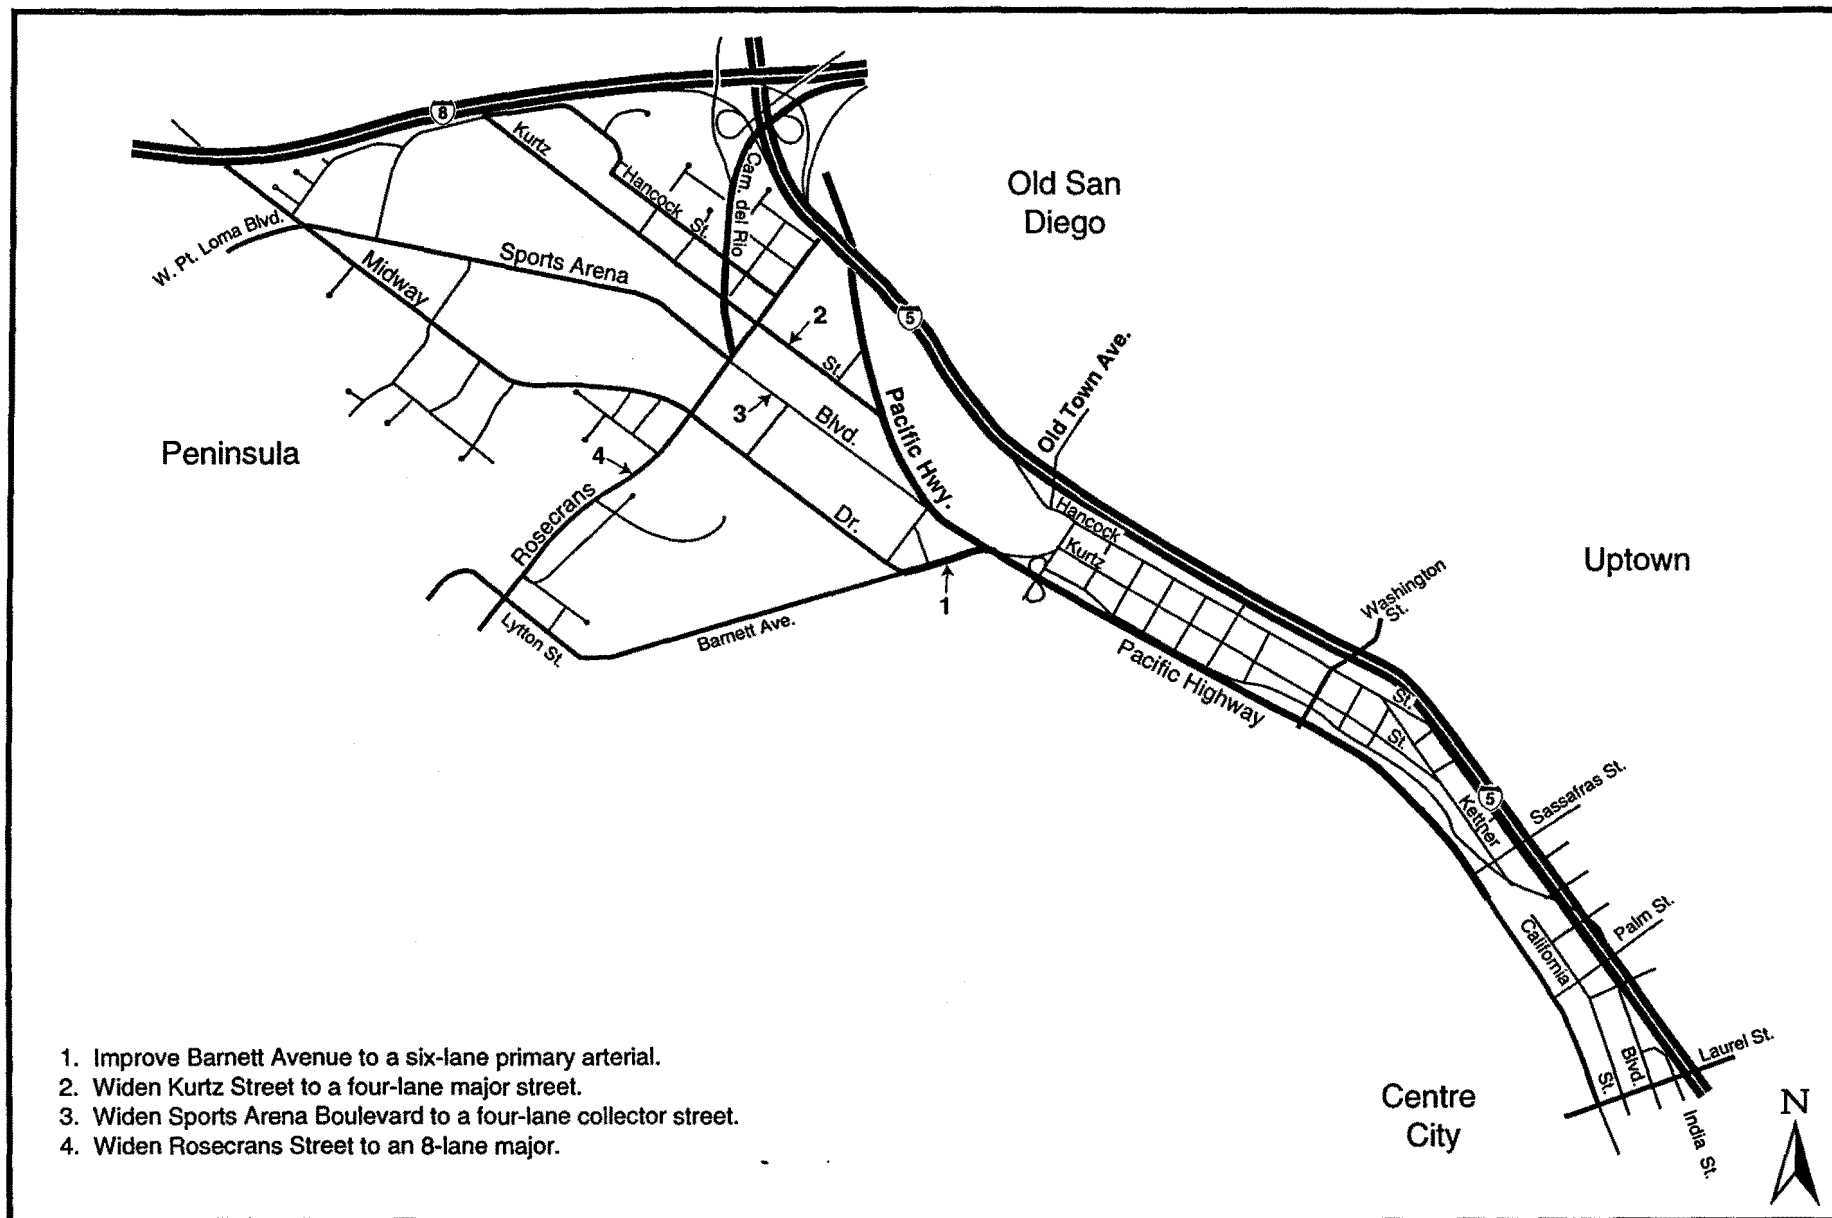 8
Kurtz
Hancock
St.
Cam. del Rio
Old San
Diego
W. Pt. Loma Blvd.
Sports Arena
Midway
5
2
St.
Old Town Ave.
3
Blvd.
Pacific Hwy.
Peninsula
4
Rosecrans
Dr.
Hancock
Kurtz
Uptown
1
Washington
St.
Lytton St.
Barnett Ave.
Pacific Highway
St.
St.
5
Sassafras St.
Kettner
Palm St.
California
Laurel St.
Blvd.
St.
India St.
Centre
City
N
1. Improve Barnett Avenue to a six-lane primary arterial.
2. Widen Kurtz Street to a four-lane major street.
3. Widen Sports Arena Boulevard to a four-lane collector street.
4. Widen Rosecrans Street to an 8-lane major.